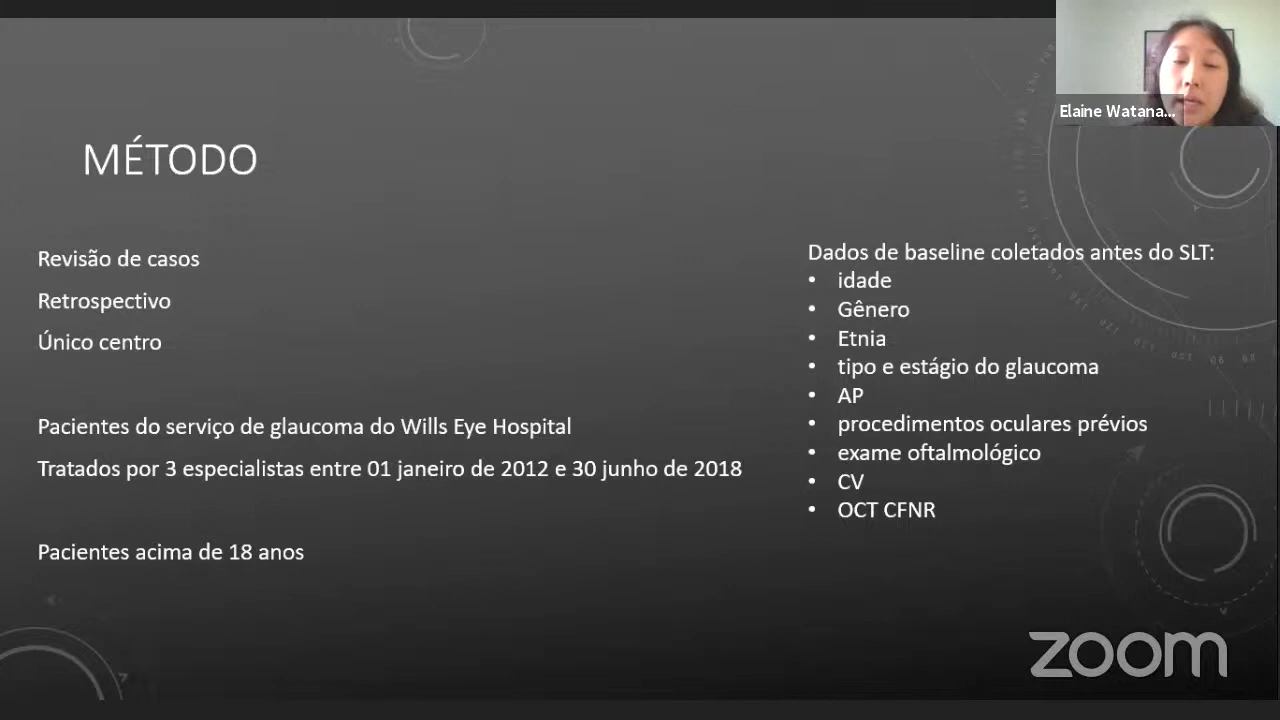 Elaine Watana...
MÉTODO
Revisão de casos
Retrospectivo
Único centro
Pacientes do serviço de glaucoma do Wills Eye Hospital
Tratados por 3 especialistas entre 01 janeiro de 2012 e 30 junho de 2018
Pacientes acima de 18 anos
Dados de baseline coletados antes do SLT:
• idade
• Gênero
• Etnia
• tipo e estágio do glaucoma
• AP
• procedimentos oculares prévios
• exame oftalmológico
• CV
• OCT CFNR
zoom